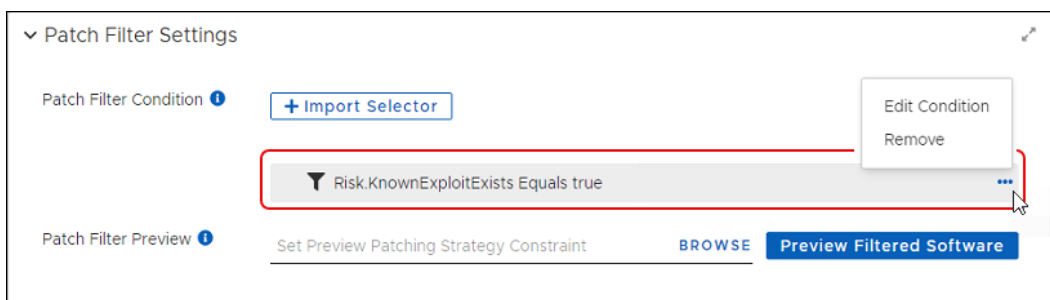 Patch Filter Settings
Patch Filter Condition
+ Import Selector
Edit Condition
Remove
Risk.KnownExploitExists Equals true
Patch Filter Preview
Set Preview Patching Strategy Constraint
BROWSE
Preview Filtered Software